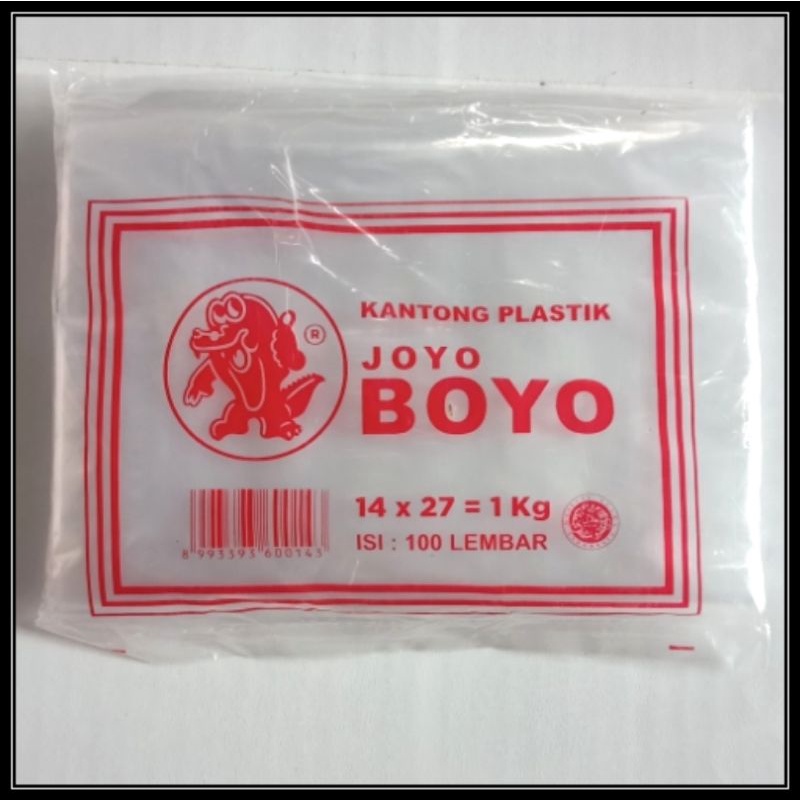 KANTONG PLASTIK
®
JOYO
BOYO
14 x 27 = 1 Kg
ISI : 100 LEMBAR
8 993393 600143